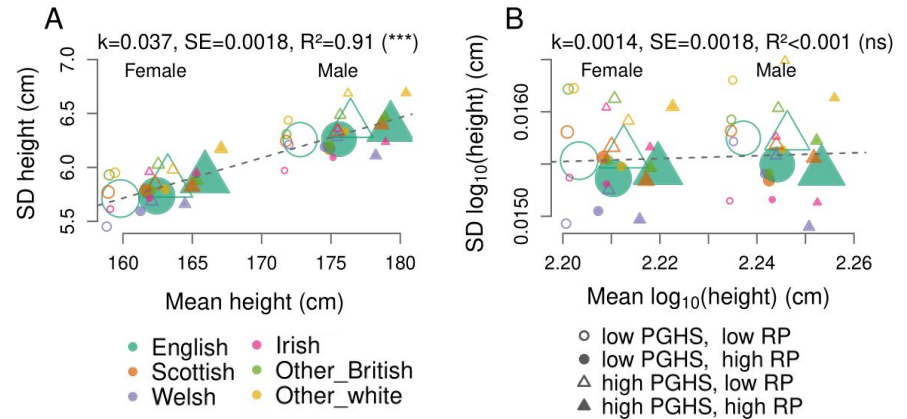 A
k=0.037, SE=0.0018, R²=0.91 (***)
Female Male
SD height (cm)
7.0
6.5
6.0
5.5
160 165 170 175 180
Mean height (cm)
English
Scottish
Welsh
Irish
Other_British
Other_white
B
k=0.0014, SE=0.0018, R²<0.001 (ns)
Female Male
SD log₁₀(height) (cm)
0.0160
0.0150
2.20 2.22 2.24 2.26
Mean log₁₀(height) (cm)
low PGHS, low RP
low PGHS, high RP
high PGHS, low RP
high PGHS, high RP